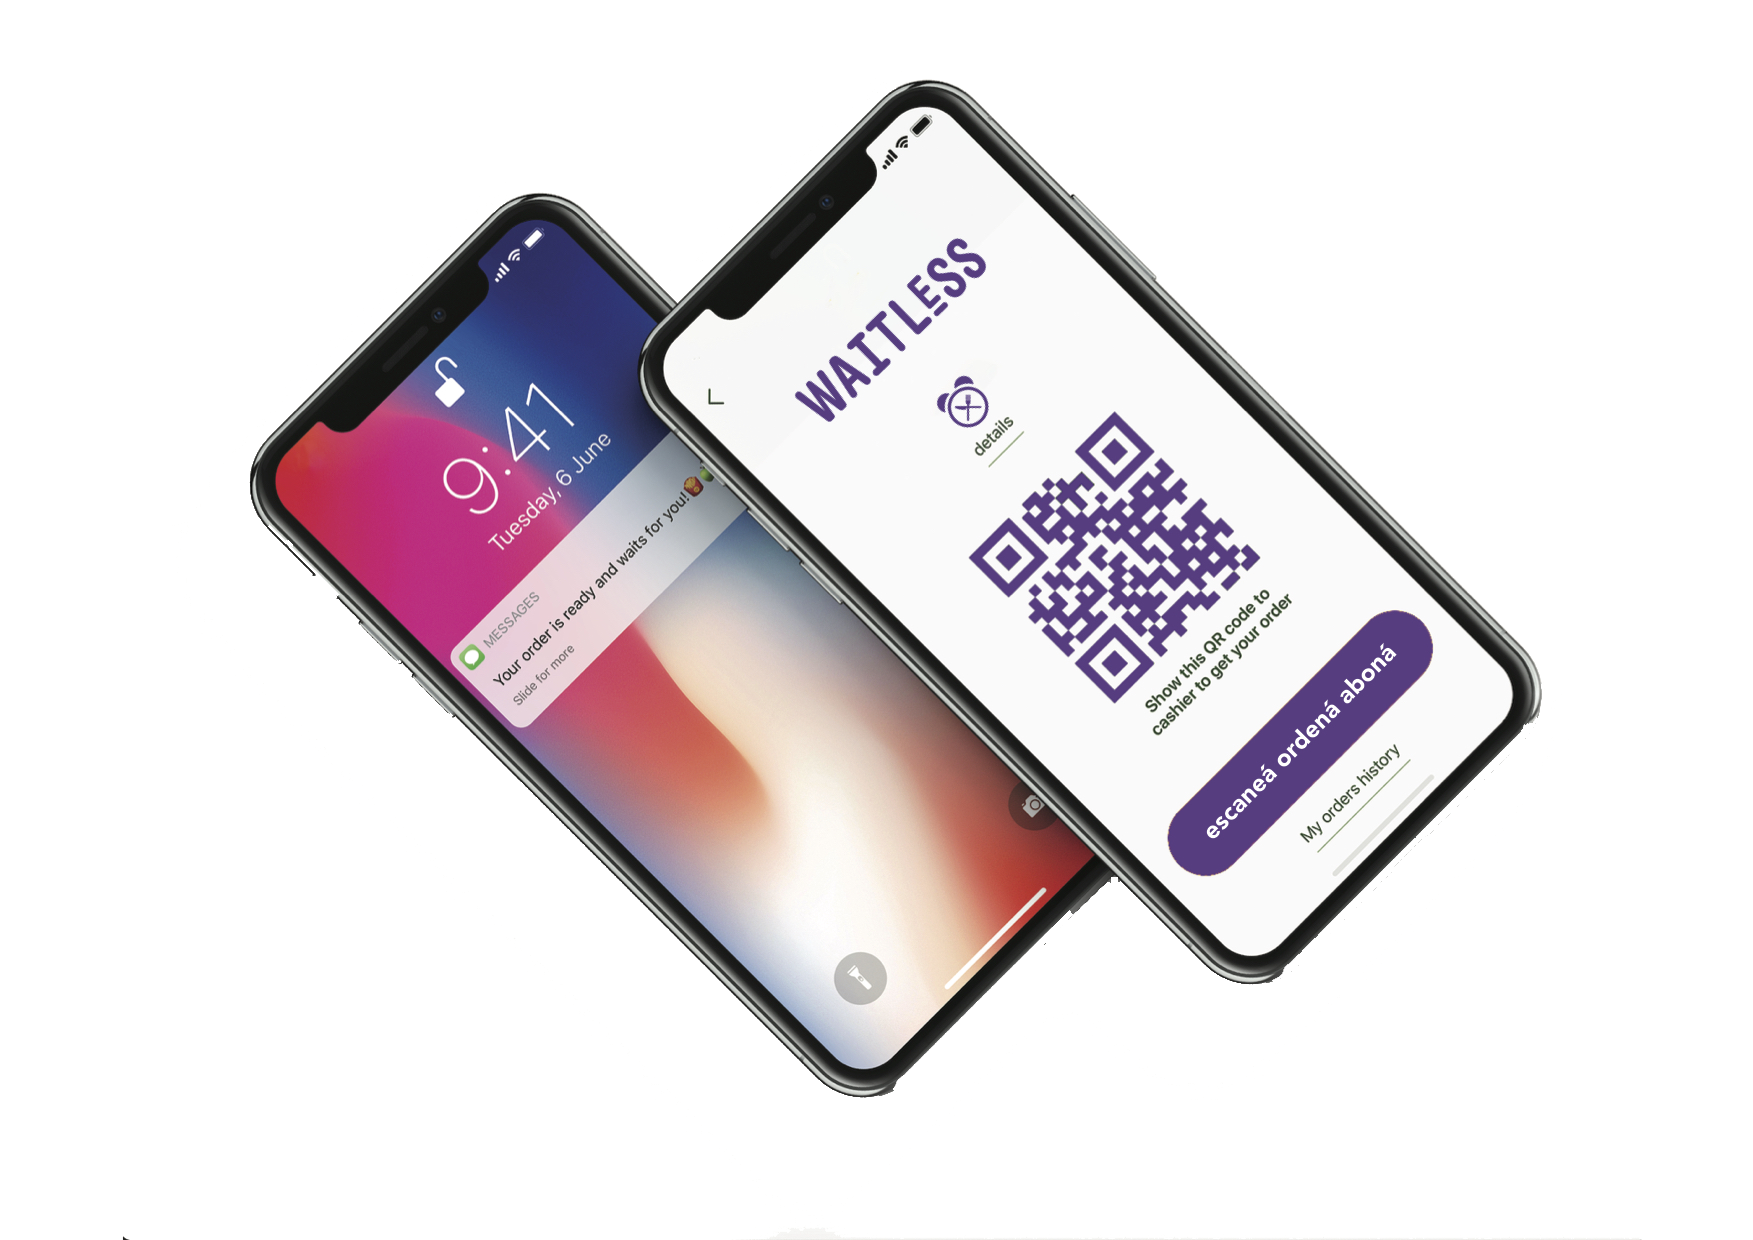 9:41
Tuesday, 6 June
MESSAGES
Your order is ready and waits for you!🍟
Slide for more
WAITLESS
details
Show this QR code to
cashier to get your order
escaneá ordená aboná
My orders history